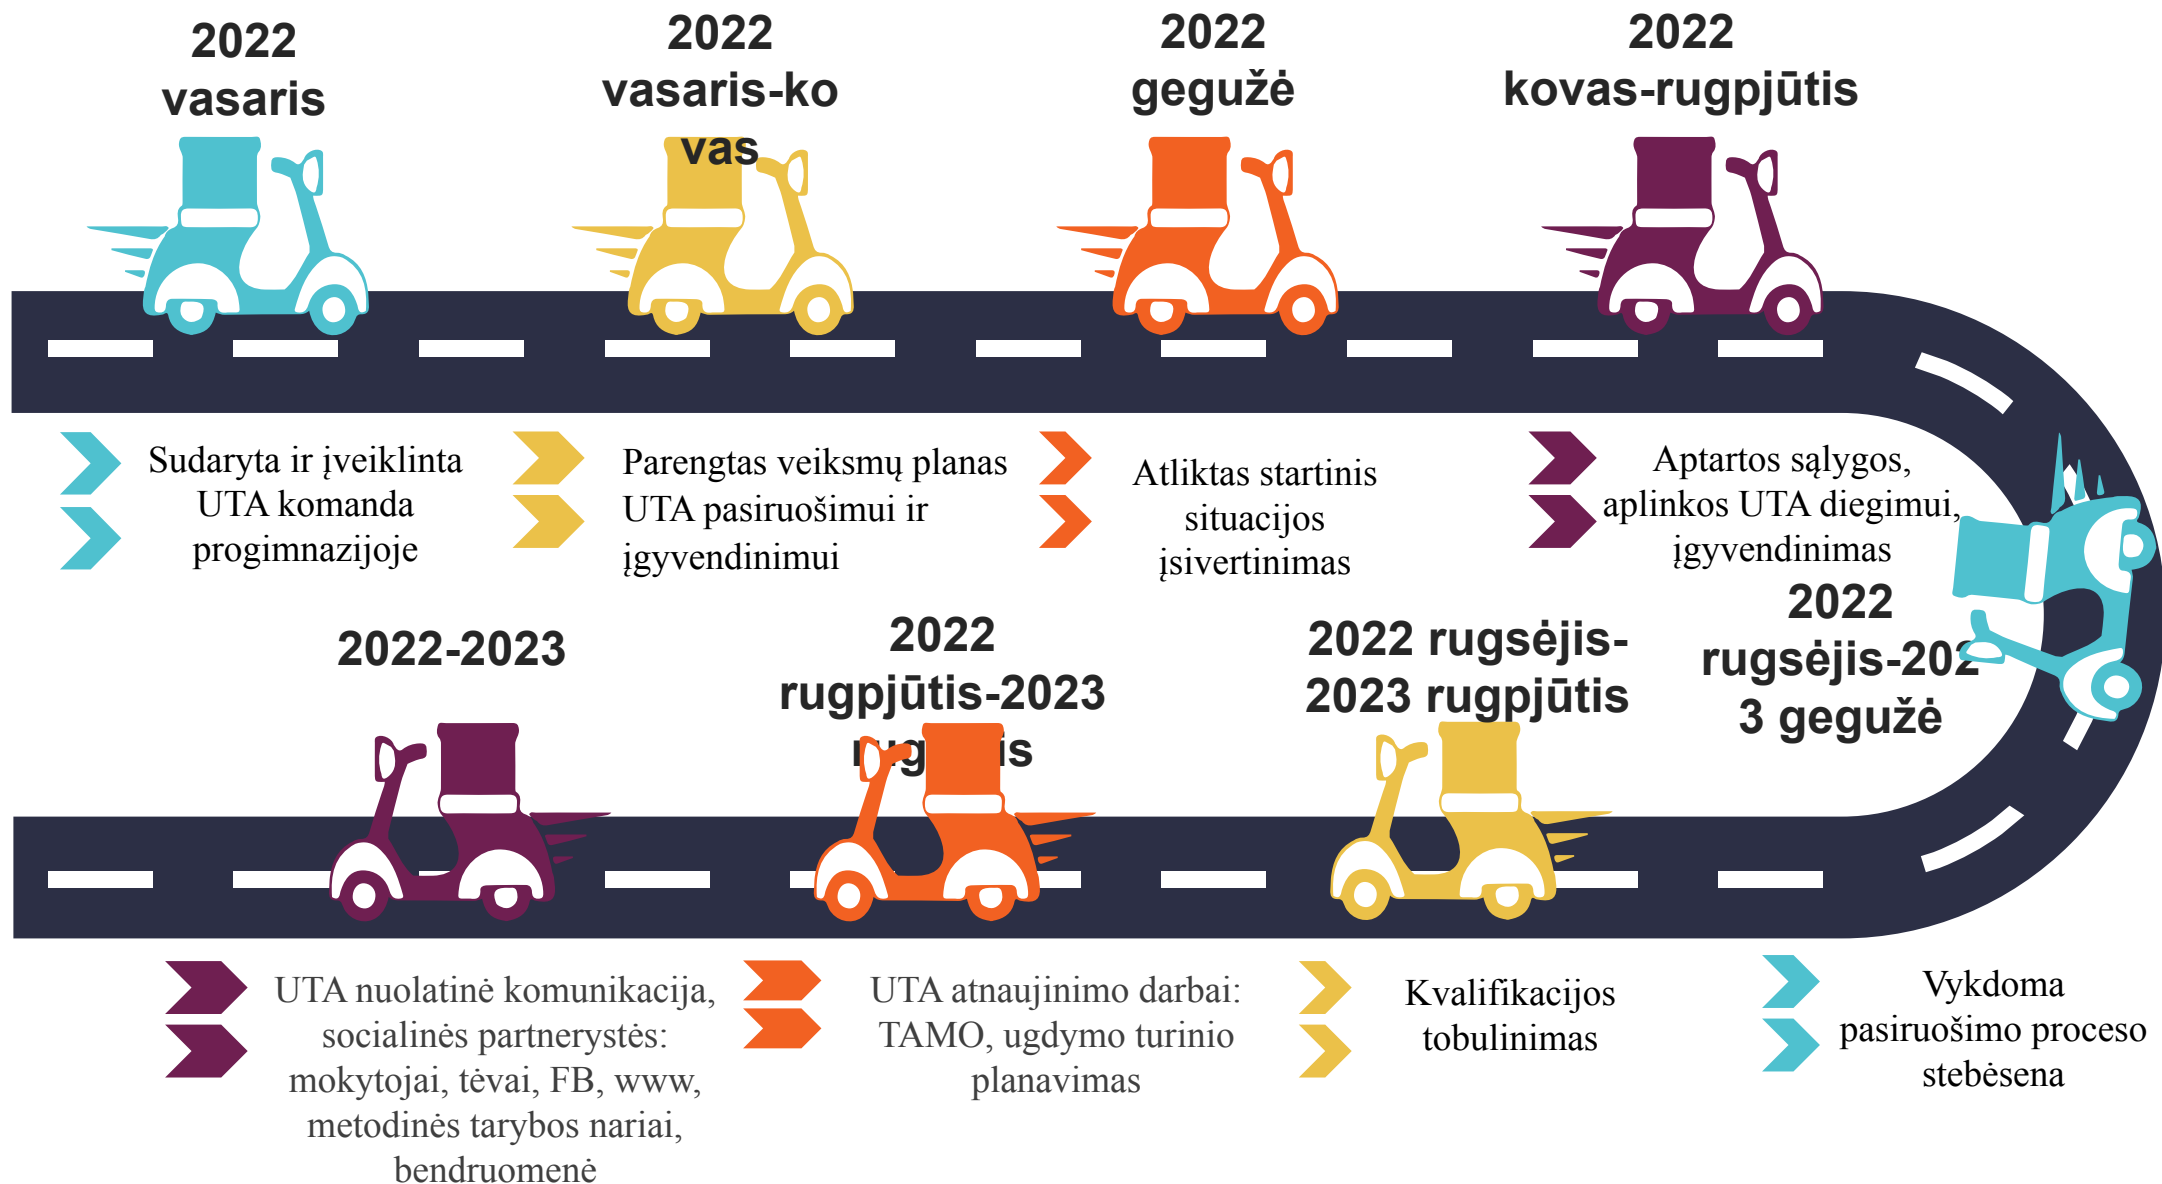 2022
vasaris
2022
vasaris-ko
vas
2022
gegužė
2022
kovas-rugpjūtis
Sudaryta ir įveiklinta
UTA komanda
progimnazijoje
Parengtas veiksmų planas
UTA pasiruošimui ir
įgyvendinimui
Atliktas startinis
situacijos
įsivertinimas
Aptartos sąlygos,
aplinkos UTA diegimui,
įgyvendinimas
2022-2023
2022
rugpjūtis-2023
2022 rugsėjis-
2023 rugpjūtis
2022
rugsėjis-202
3 gegužė
UTA nuolatinė komunikacija,
socialinės partnerystės:
mokytojai, tėvai, FB, www,
metodinės tarybos nariai,
bendruomenė
UTA atnaujinimo darbai:
TAMO, ugdymo turinio
planavimas
Kvalifikacijos
tobulinimas
Vykdoma
pasiruošimo proceso
stebėsena